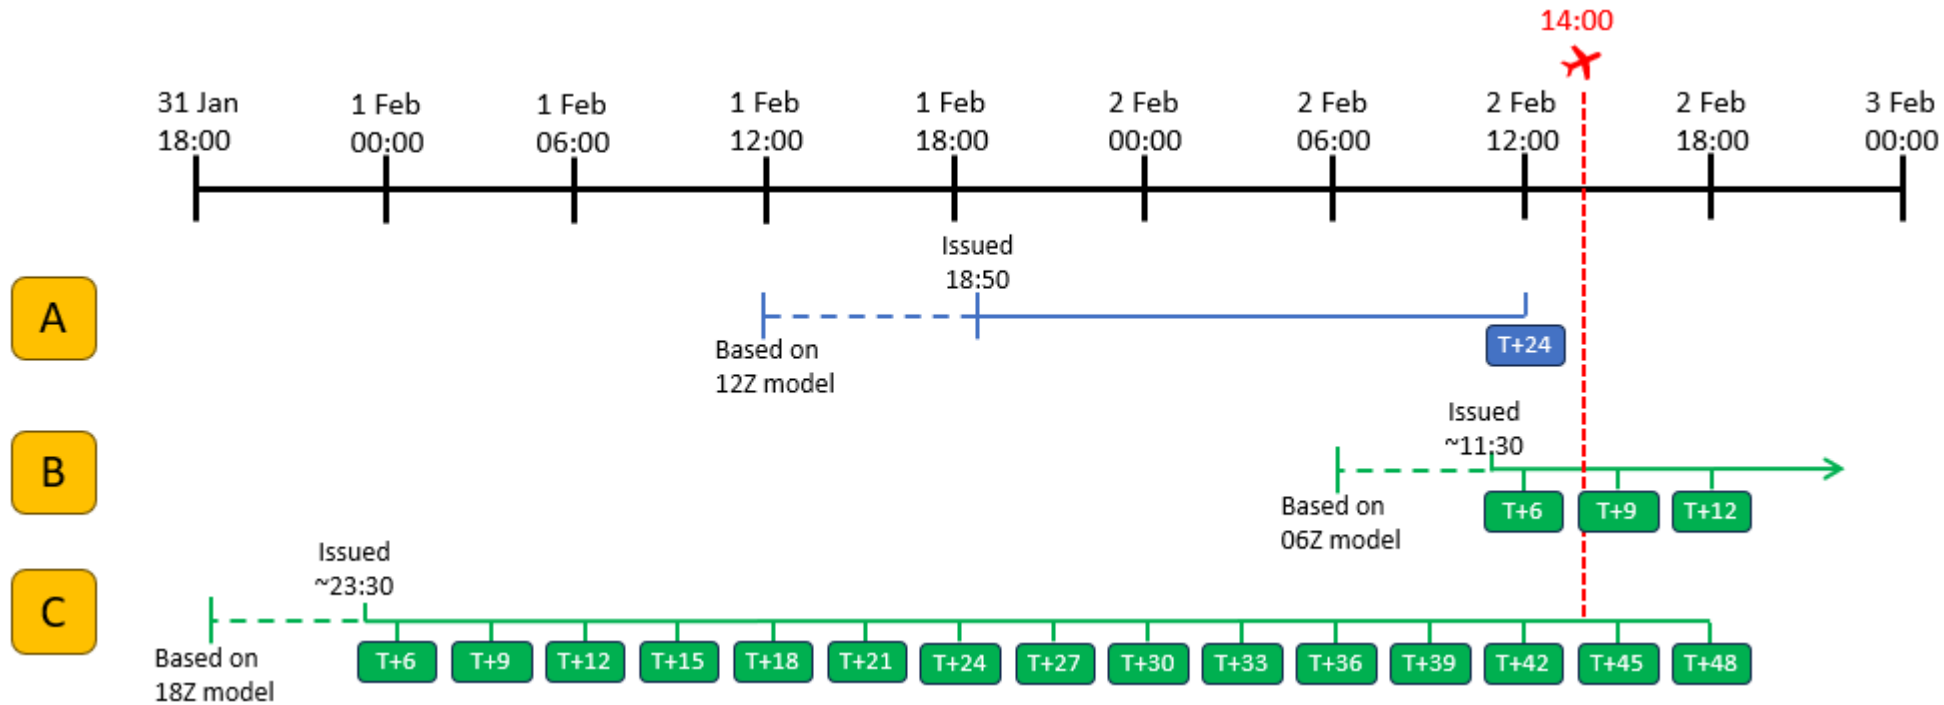 14:00
31 Jan 1 Feb 1 Feb 1 Feb 1 Feb 2 Feb 2 Feb 2 Feb 2 Feb 3 Feb
18:00 00:00 06:00 12:00 18:00 00:00 06:00 12:00 18:00 00:00
Issued
18:50
A
T+24
Based on
12Z model
Issued
~11:30
B
T+6 T+9 T+12
Based on
06Z model
Issued
~23:30
C
T+6 T+9 T+12 T+15 T+18 T+21 T+24 T+27 T+30 T+33 T+36 T+39 T+42 T+45 T+48
Based on
18Z model